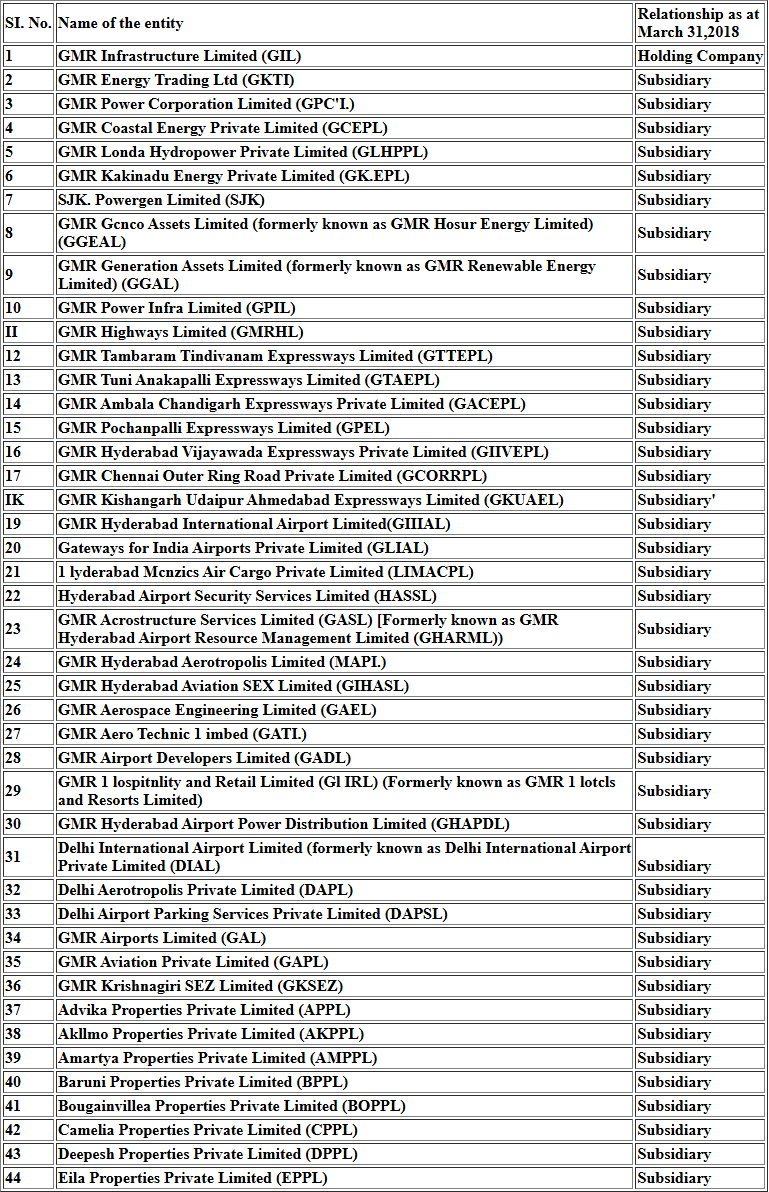 SI. No. Name of the entity Relationship as at
March 31,2018
1 GMR Infrastructure Limited (GIL) Holding Company
2 GMR Energy Trading Ltd (GKTI) Subsidiary
3 GMR Power Corporation Limited (GPC'I.) Subsidiary
4 GMR Coastal Energy Private Limited (GCEPL) Subsidiary
5 GMR Londa Hydropower Private Limited (GLHPPL) Subsidiary
6 GMR Kakinadu Energy Private Limited (GK.EPL) Subsidiary
7 SJK. Powergen Limited (SJK) Subsidiary
8 GMR Gcnco Assets Limited (formerly known as GMR Hosur Energy Limited)
(GGEAL) Subsidiary
9 GMR Generation Assets Limited (formerly known as GMR Renewable Energy
Limited) (GGAL) Subsidiary
10 GMR Power Infra Limited (GPIL) Subsidiary
II GMR Highways Limited (GMRHL) Subsidiary
12 GMR Tambaram Tindivanam Expressways Limited (GTTEPL) Subsidiary
13 GMR Tuni Anakapalli Expressways Limited (GTAEPL) Subsidiary
14 GMR Ambala Chandigarh Expressways Private Limited (GACEPL) Subsidiary
15 GMR Pochanpalli Expressways Limited (GPEL) Subsidiary
16 GMR Hyderabad Vijayawada Expressways Private Limited (GIIVEPL) Subsidiary
17 GMR Chennai Outer Ring Road Private Limited (GCORRPL) Subsidiary
IK GMR Kishangarh Udaipur Ahmedabad Expressways Limited (GKUAEL) Subsidiary'
19 GMR Hyderabad International Airport Limited(GIIIAL) Subsidiary
20 Gateways for India Airports Private Limited (GLIAL) Subsidiary
21 1 lyderabad Mcnzics Air Cargo Private Limited (LIMACPL) Subsidiary
22 Hyderabad Airport Security Services Limited (HASSL) Subsidiary
23 GMR Acrostructure Services Limited (GASL) [Formerly known as GMR
Hyderabad Airport Resource Management Limited (GHARML)) Subsidiary
24 GMR Hyderabad Aerotropolis Limited (MAPI.) Subsidiary
25 GMR Hyderabad Aviation SEX Limited (GIHASL) Subsidiary
26 GMR Aerospace Engineering Limited (GAEL) Subsidiary
27 GMR Aero Technic 1 imbed (GATI.) Subsidiary
28 GMR Airport Developers Limited (GADL) Subsidiary
29 GMR 1 lospitnlity and Retail Limited (Gl IRL) (Formerly known as GMR 1 lotcls
and Resorts Limited) Subsidiary
30 GMR Hyderabad Airport Power Distribution Limited (GHAPDL) Subsidiary
31 Delhi International Airport Limited (formerly known as Delhi International Airport
Private Limited (DIAL) Subsidiary
32 Delhi Aerotropolis Private Limited (DAPL) Subsidiary
33 Delhi Airport Parking Services Private Limited (DAPSL) Subsidiary
34 GMR Airports Limited (GAL) Subsidiary
35 GMR Aviation Private Limited (GAPL) Subsidiary
36 GMR Krishnagiri SEZ Limited (GKSEZ) Subsidiary
37 Advika Properties Private Limited (APPL) Subsidiary
38 Akllmo Properties Private Limited (AKPPL) Subsidiary
39 Amartya Properties Private Limited (AMPPL) Subsidiary
40 Baruni Properties Private Limited (BPPL) Subsidiary
41 Bougainvillea Properties Private Limited (BOPPL) Subsidiary
42 Camelia Properties Private Limited (CPPL) Subsidiary
43 Deepesh Properties Private Limited (DPPL) Subsidiary
44 Eila Properties Private Limited (EPPL) Subsidiary